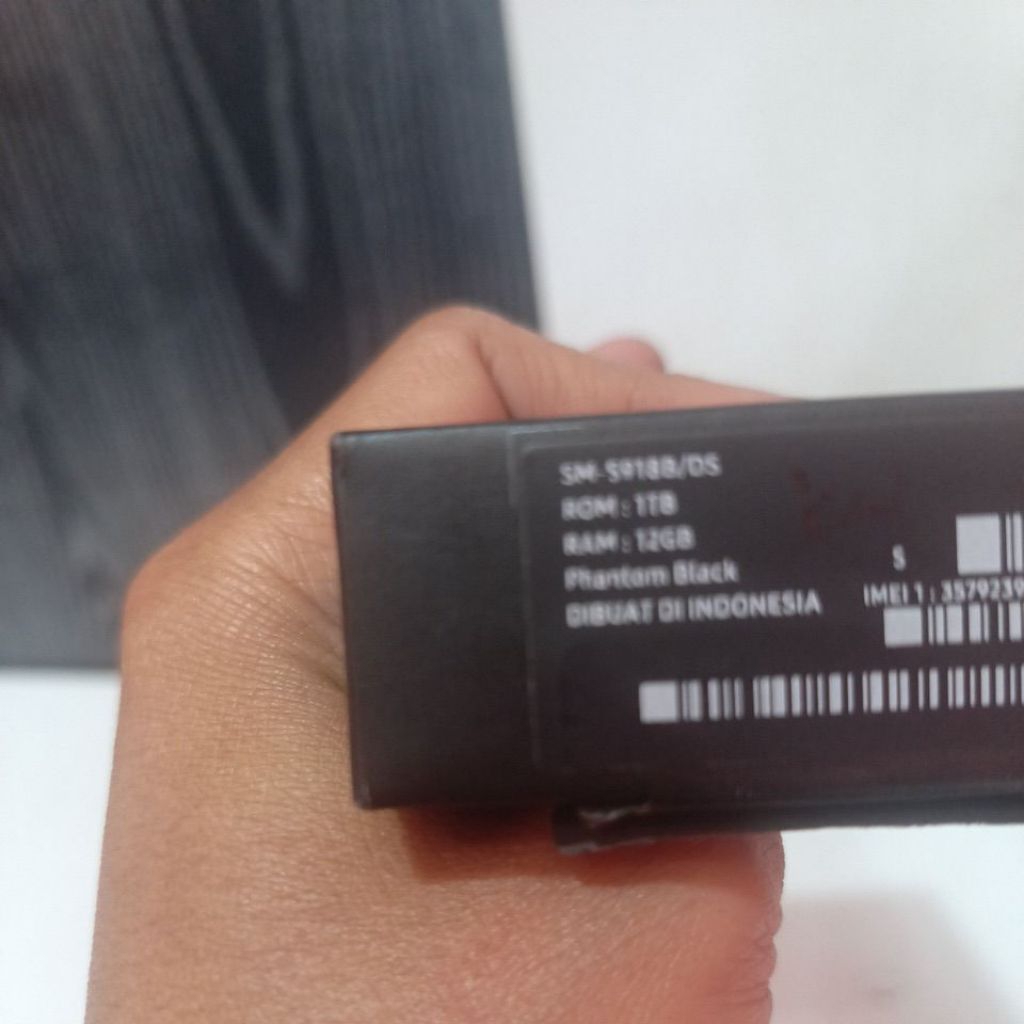 SM-S918B/DS
ROM : 1TB
RAM : 12GB
Phantom Black
DIBUAT DI INDONESIA
S
IMEI 1 : 3579239